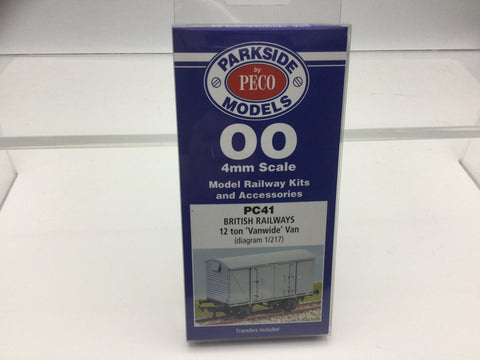 PARKSIDE
by
PECO
MODELS
OO
4mm Scale
Model Railway Kits
and Accessories
PC41
BRITISH RAILWAYS
12 ton 'Vanwide' Van
(diagram 1/217)
Transfers Included